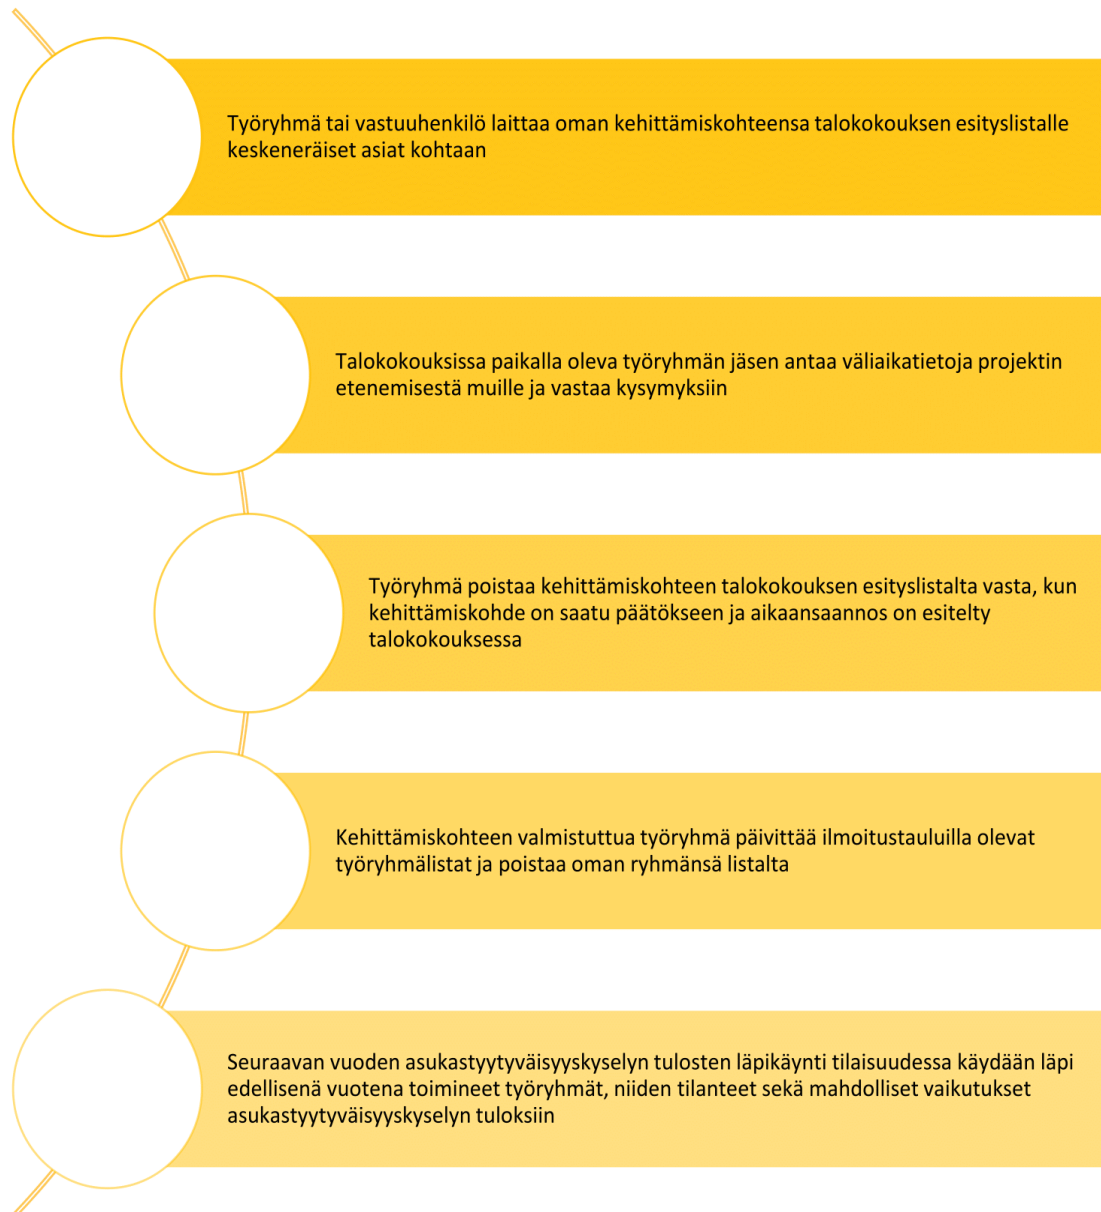 Työryhmä tai vastuuhenkilö laittaa oman kehittämiskohteensa talokokouksen esityslistalle
keskeneräiset asiat kohtaan
Talokokouksissa paikalla oleva työryhmän jäsen antaa väliaikatietoja projektin
etenemisestä muille ja vastaa kysymyksiin
Työryhmä poistaa kehittämiskohteen talokokouksen esityslistalta vasta, kun
kehittämiskohde on saatu päätökseen ja aikaansaannos on esitelty
talokokouksessa
Kehittämiskohteen valmistuttua työryhmä päivittää ilmoitustauluilla olevat
työryhmälistat ja poistaa oman ryhmänsä listalta
Seuraavan vuoden asukastyytyväisyyskyselyn tulosten läpikäynti tilaisuudessa käydään läpi
edellisenä vuotena toimineet työryhmät, niiden tilanteet sekä mahdolliset vaikutukset
asukastyytyväisyyskyselyn tuloksiin